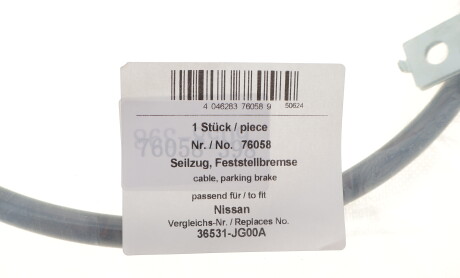 4 046263 76058 9 50624
1 Stück / piece
Nr. / No. 76058
Seilzug, Feststellbremse
cable, parking brake
passend für / to fit
Nissan
Vergleichs-Nr. / Replaces No.
36531-JG00A